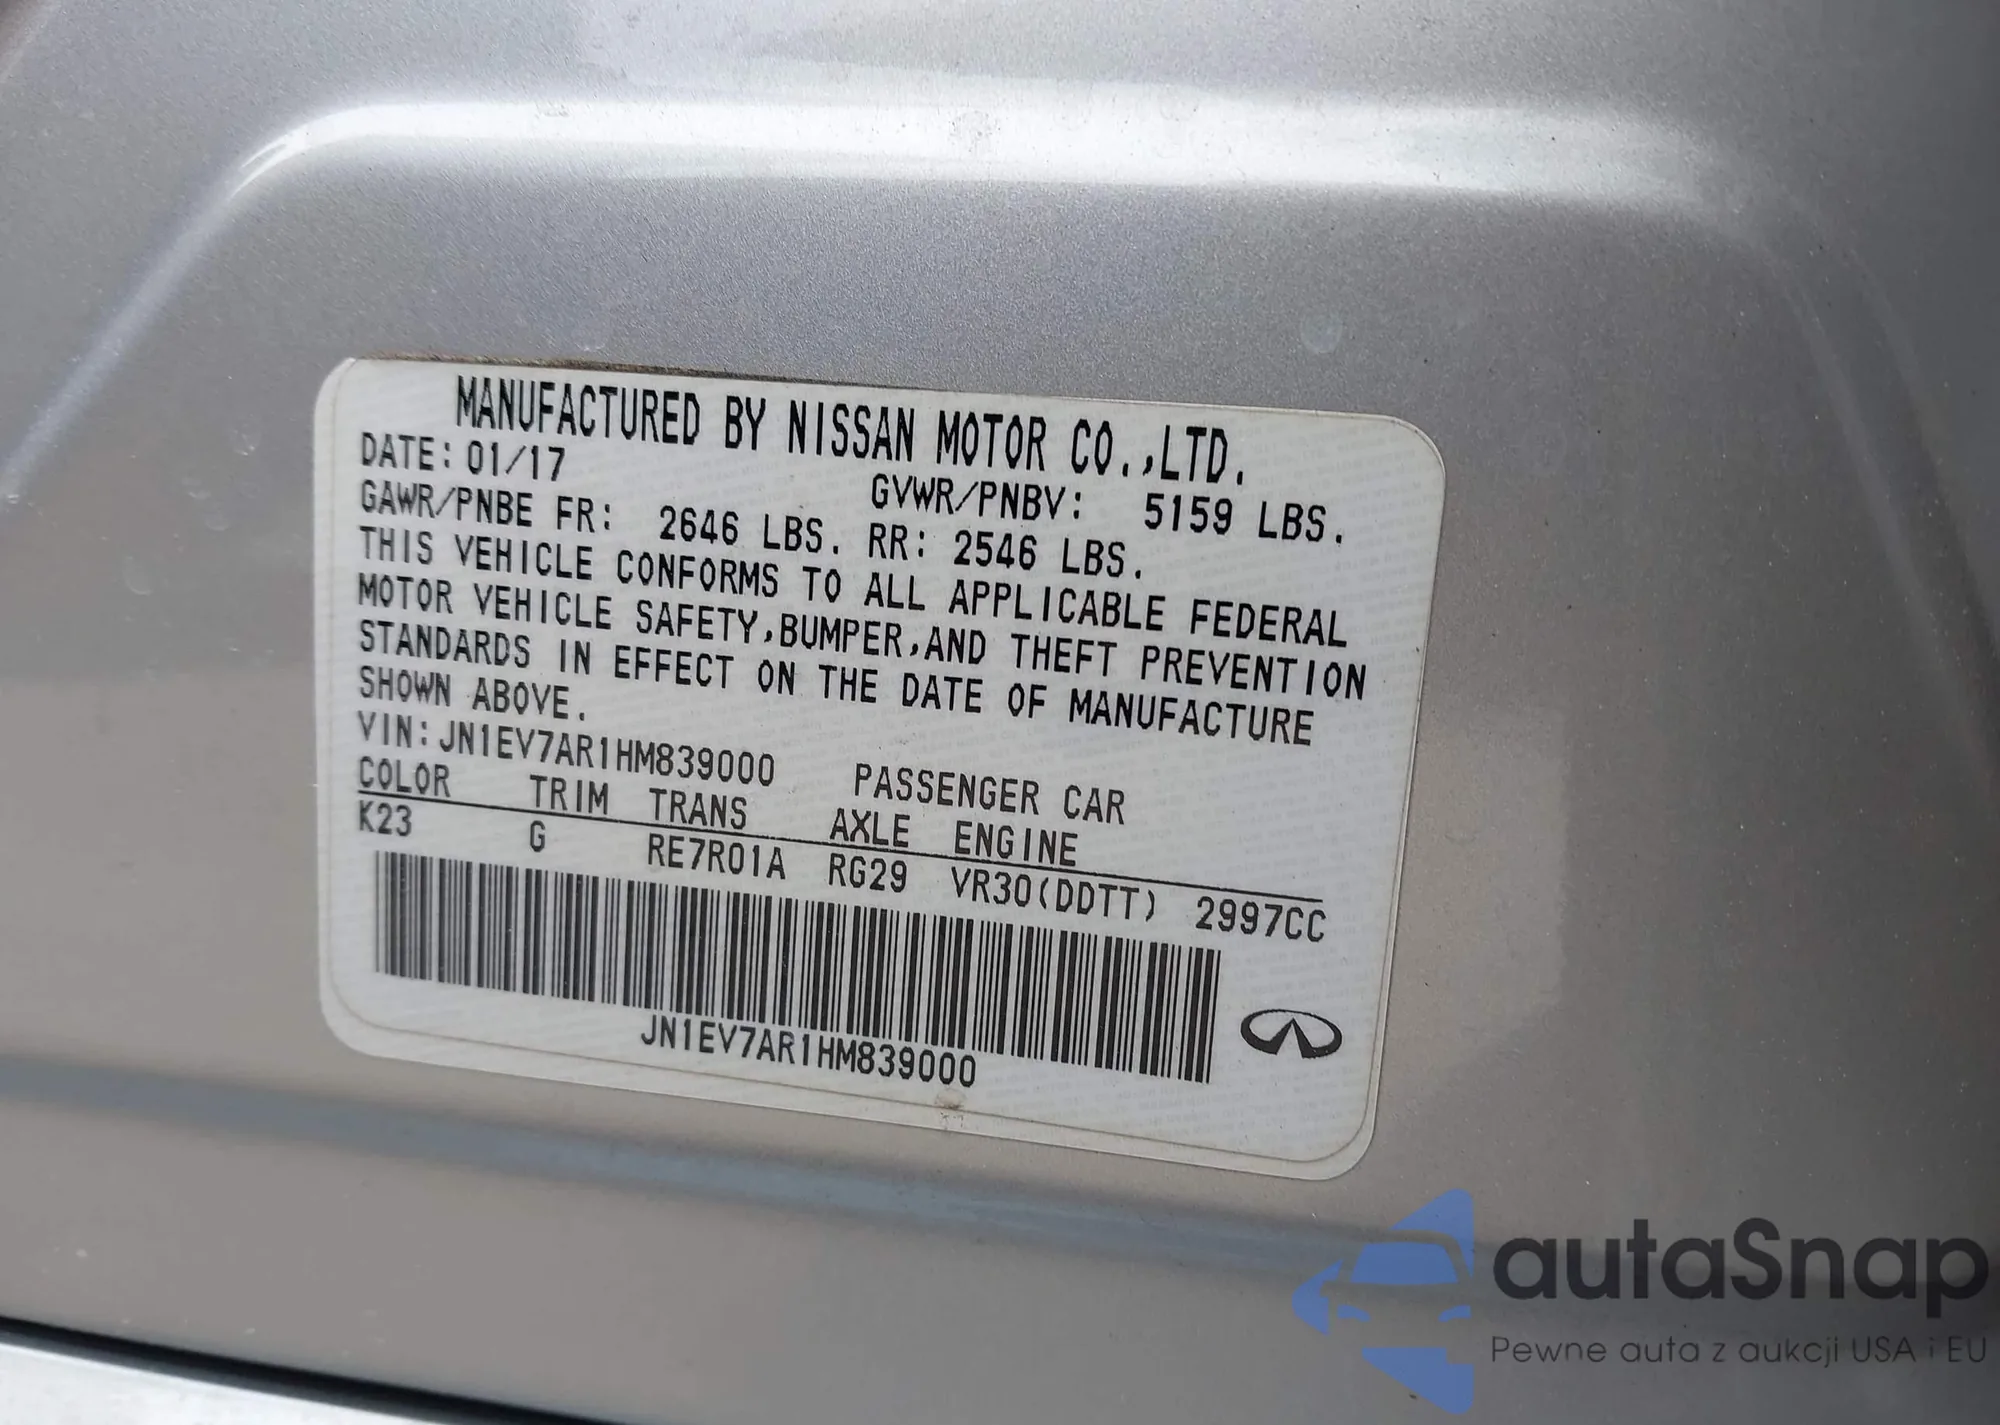 MANUFACTURED BY NISSAN MOTOR CO.,LTD.
DATE: 01/17 GVWR/PNBV: 5159 LBS.
GAWR/PNBE FR: 2646 LBS. RR: 2546 LBS.
THIS VEHICLE CONFORMS TO ALL APPLICABLE FEDERAL
MOTOR VEHICLE SAFETY,BUMPER,AND THEFT PREVENTION
STANDARDS IN EFFECT ON THE DATE OF MANUFACTURE
SHOWN ABOVE.
VIN:JN1EV7AR1HM839000 PASSENGER CAR
COLOR TRIM TRANS AXLE ENGINE
K23 G RE7R01A RG29 VR30(DDTT) 2997CC
JN1EV7AR1HM839000
autaSnap
Pewne auta z aukcji USA i EU